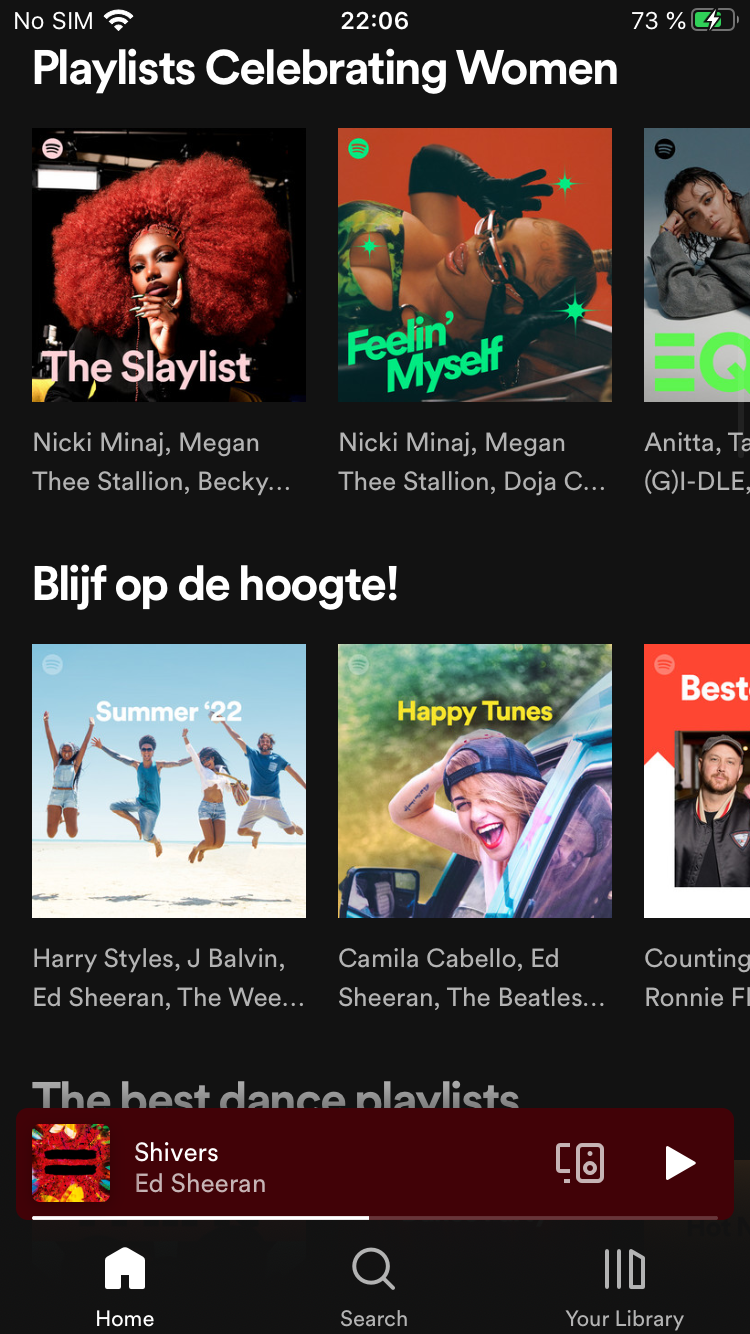 No SIM 22:06 73 %
Playlists Celebrating Women
The Slaylist
Feelin'
Myself
EQ
Nicki Minaj, Megan
Thee Stallion, Becky...
Nicki Minaj, Megan
Thee Stallion, Doja C...
Anitta, Ta
(G)I-DLE,
Blijf op de hoogte!
Summer ‘22
Happy Tunes
Best
Harry Styles, J Balvin,
Ed Sheeran, The Wee...
Camila Cabello, Ed
Sheeran, The Beatles...
Counting
Ronnie Fl
The best dance playlists
Shivers
Ed Sheeran
Home
Search
Your Library